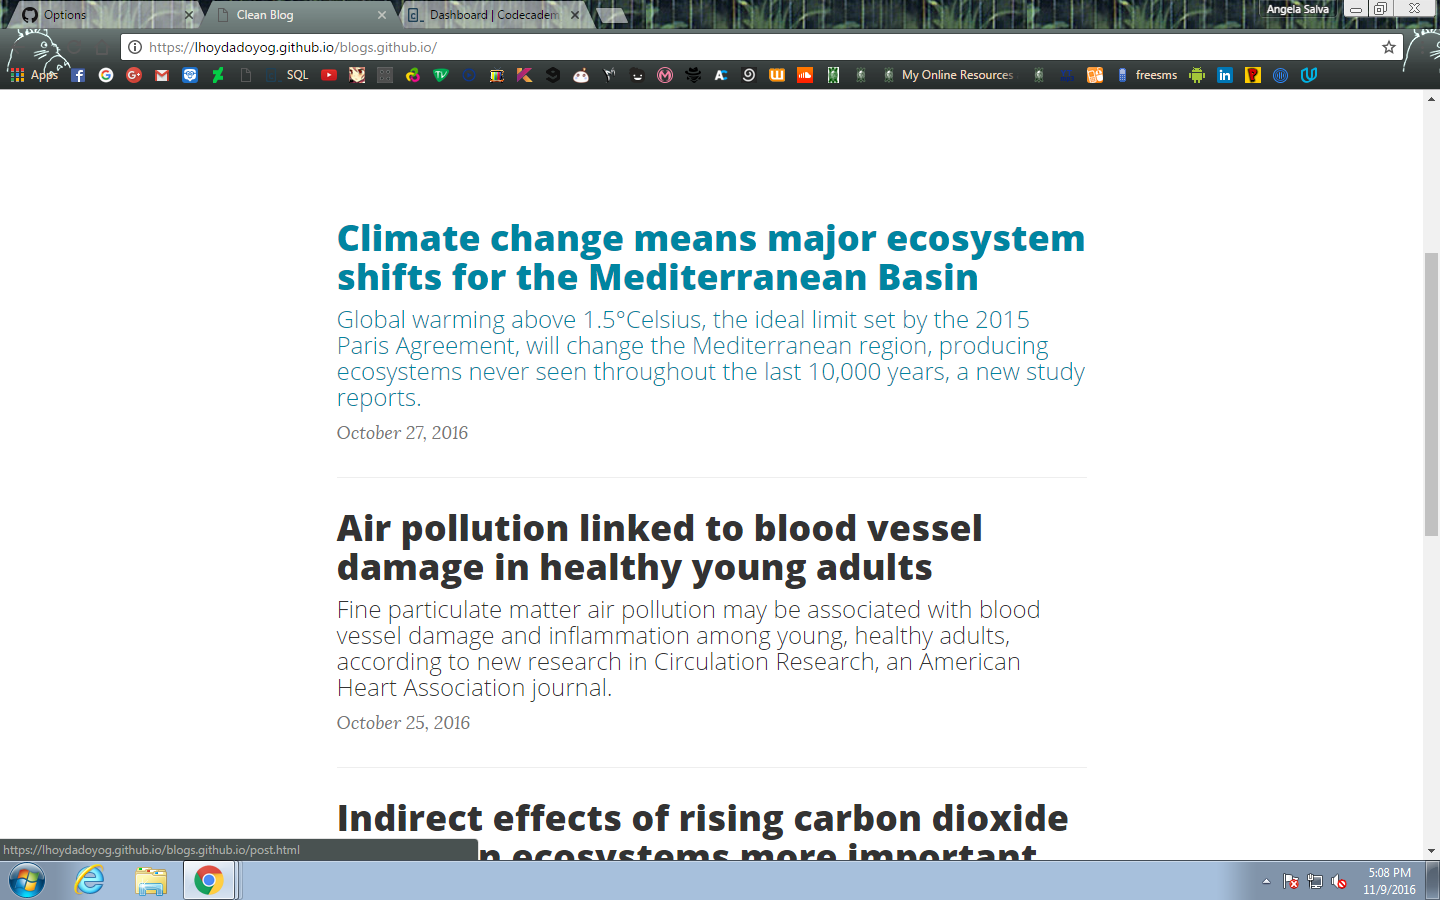 Options
Clean Blog
Dashboard | Codecadem
Angela Salva
https://lhoydadoyog.github.io/blogs.github.io/
Apps
SQL
My Online Resources
freesms
Climate change means major ecosystem
shifts for the Mediterranean Basin
Global warming above 1.5°Celsius, the ideal limit set by the 2015
Paris Agreement, will change the Mediterranean region, producing
ecosystems never seen throughout the last 10,000 years, a new study
reports.
October 27, 2016
Air pollution linked to blood vessel
damage in healthy young adults
Fine particulate matter air pollution may be associated with blood
vessel damage and inflammation among young, healthy adults,
according to new research in Circulation Research, an American
Heart Association journal.
October 25, 2016
Indirect effects of rising carbon dioxide
n ecosystems more important
https://lhoydadoyog.github.io/blogs.github.io/post.html
5:08 PM
11/9/2016